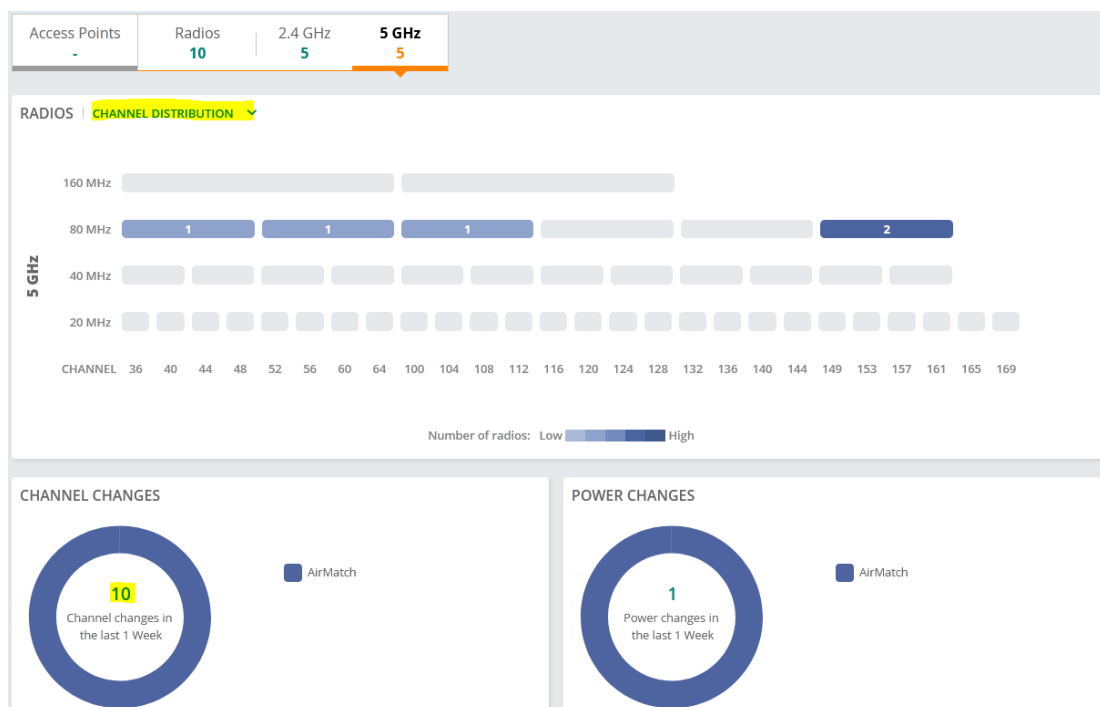 Access Points Radios 2.4 GHz 5 GHz
- 10 5 5
RADIOS CHANNEL DISTRIBUTION
160 MHz
80 MHz 1 1 1 2
5 GHz
40 MHz
20 MHz
CHANNEL 36 40 44 48 52 56 60 64 100 104 108 112 116 120 124 128 132 136 140 144 149 153 157 161 165 169
Number of radios: Low High
CHANNEL CHANGES
10
Channel changes in
the last 1 Week
AirMatch
POWER CHANGES
1
Power changes in
the last 1 Week
AirMatch